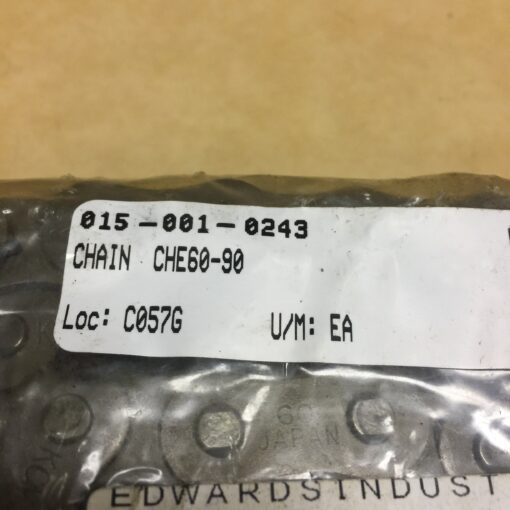 015-001-0243
CHAIN CHE60-90
Loc: C057G U/M: EA
60
JAPAN
EDWARDSINDUST